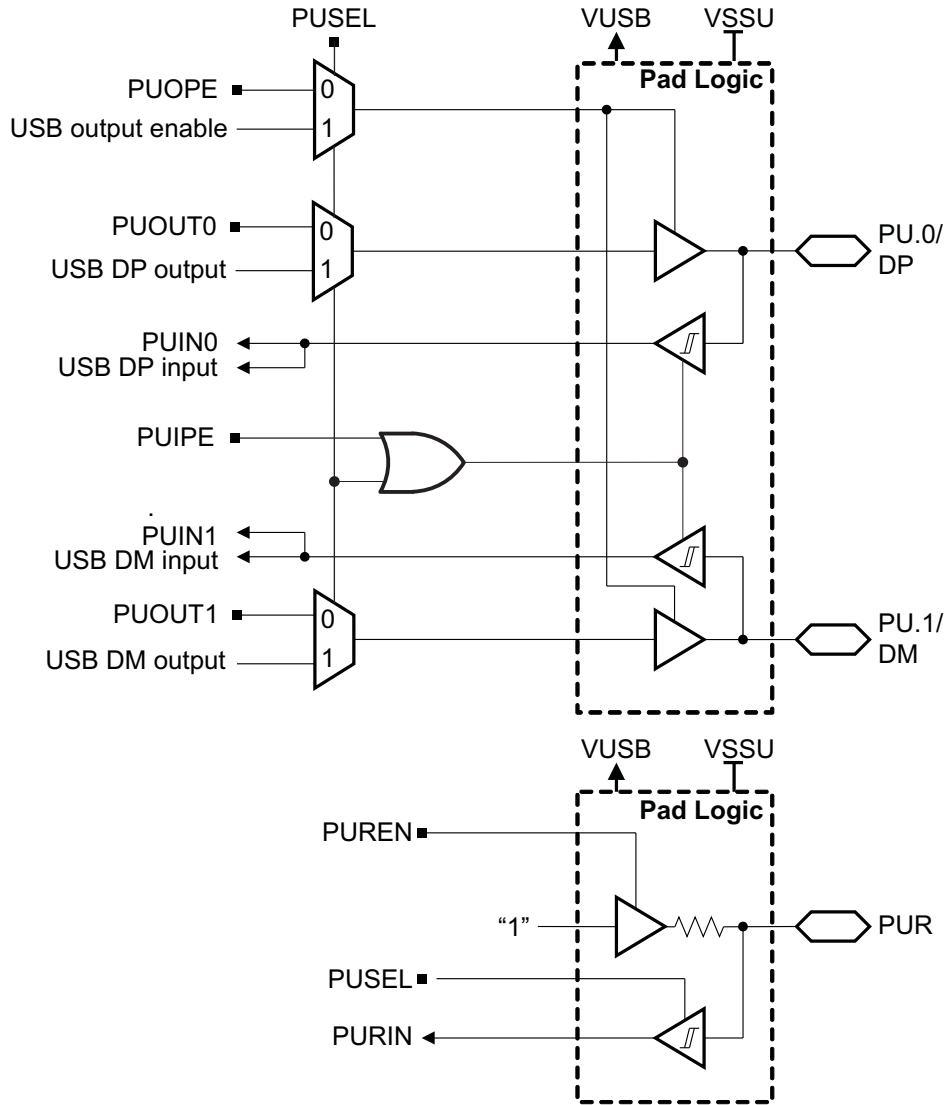 PUSEL
VUSB
VSSU
Pad Logic
PUOPE
0
USB output enable
1
PUOUT0
0
USB DP output
1
PU.0/
DP
PUIN0
USB DP input
PUIPE
.
PUIN1
USB DM input
PUOUT1
0
USB DM output
1
PU.1/
DM
VUSB
VSSU
Pad Logic
PUREN
“1”
PUR
PUSEL
PURIN